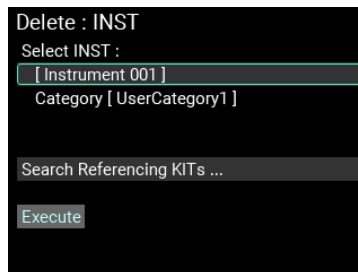 Delete : INST
Select INST :
[ Instrument 001 ]
Category [ UserCategory1 ]
Search Referencing KITs ...
Execute